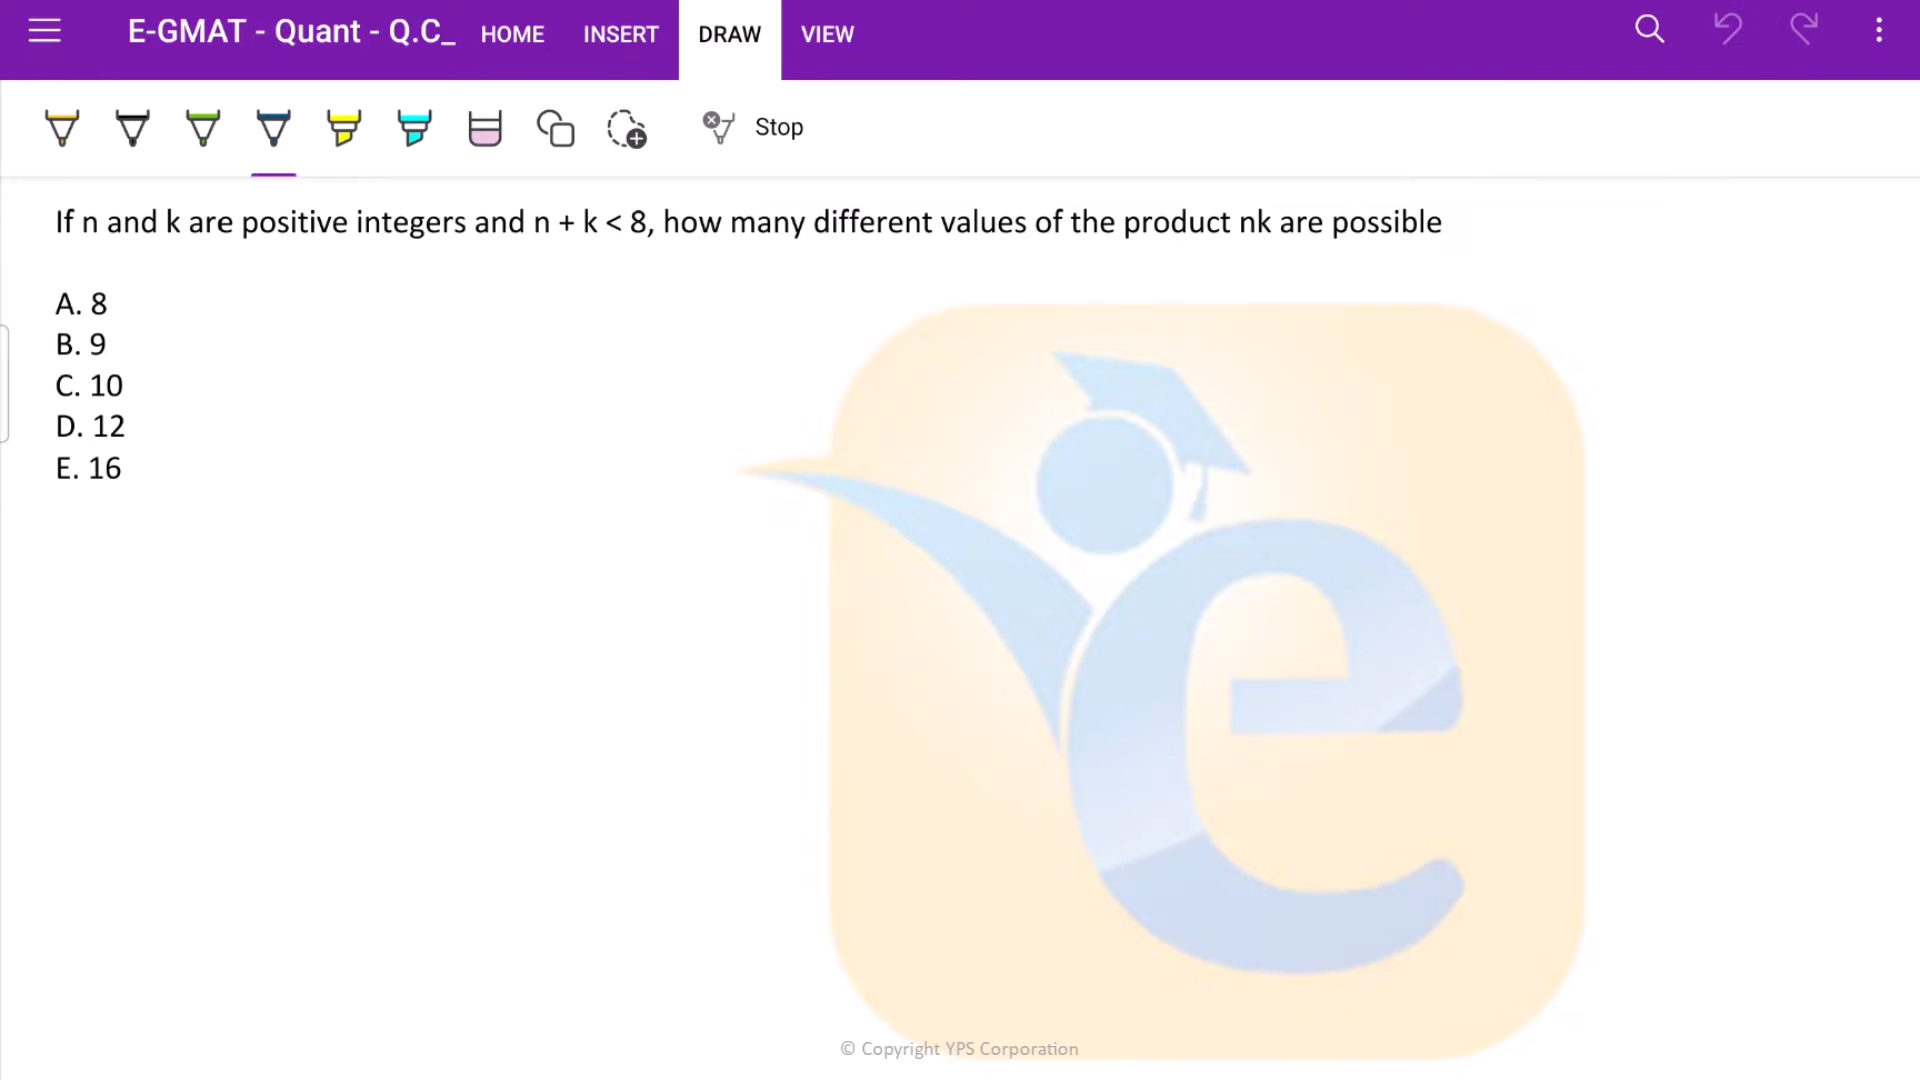 E-GMAT - Quant - Q.C_ HOME INSERT DRAW VIEW
Stop
If n and k are positive integers and n + k < 8, how many different values of the product nk are possible
A. 8
B. 9
C. 10
D. 12
E. 16
© Copyright YPS Corporation